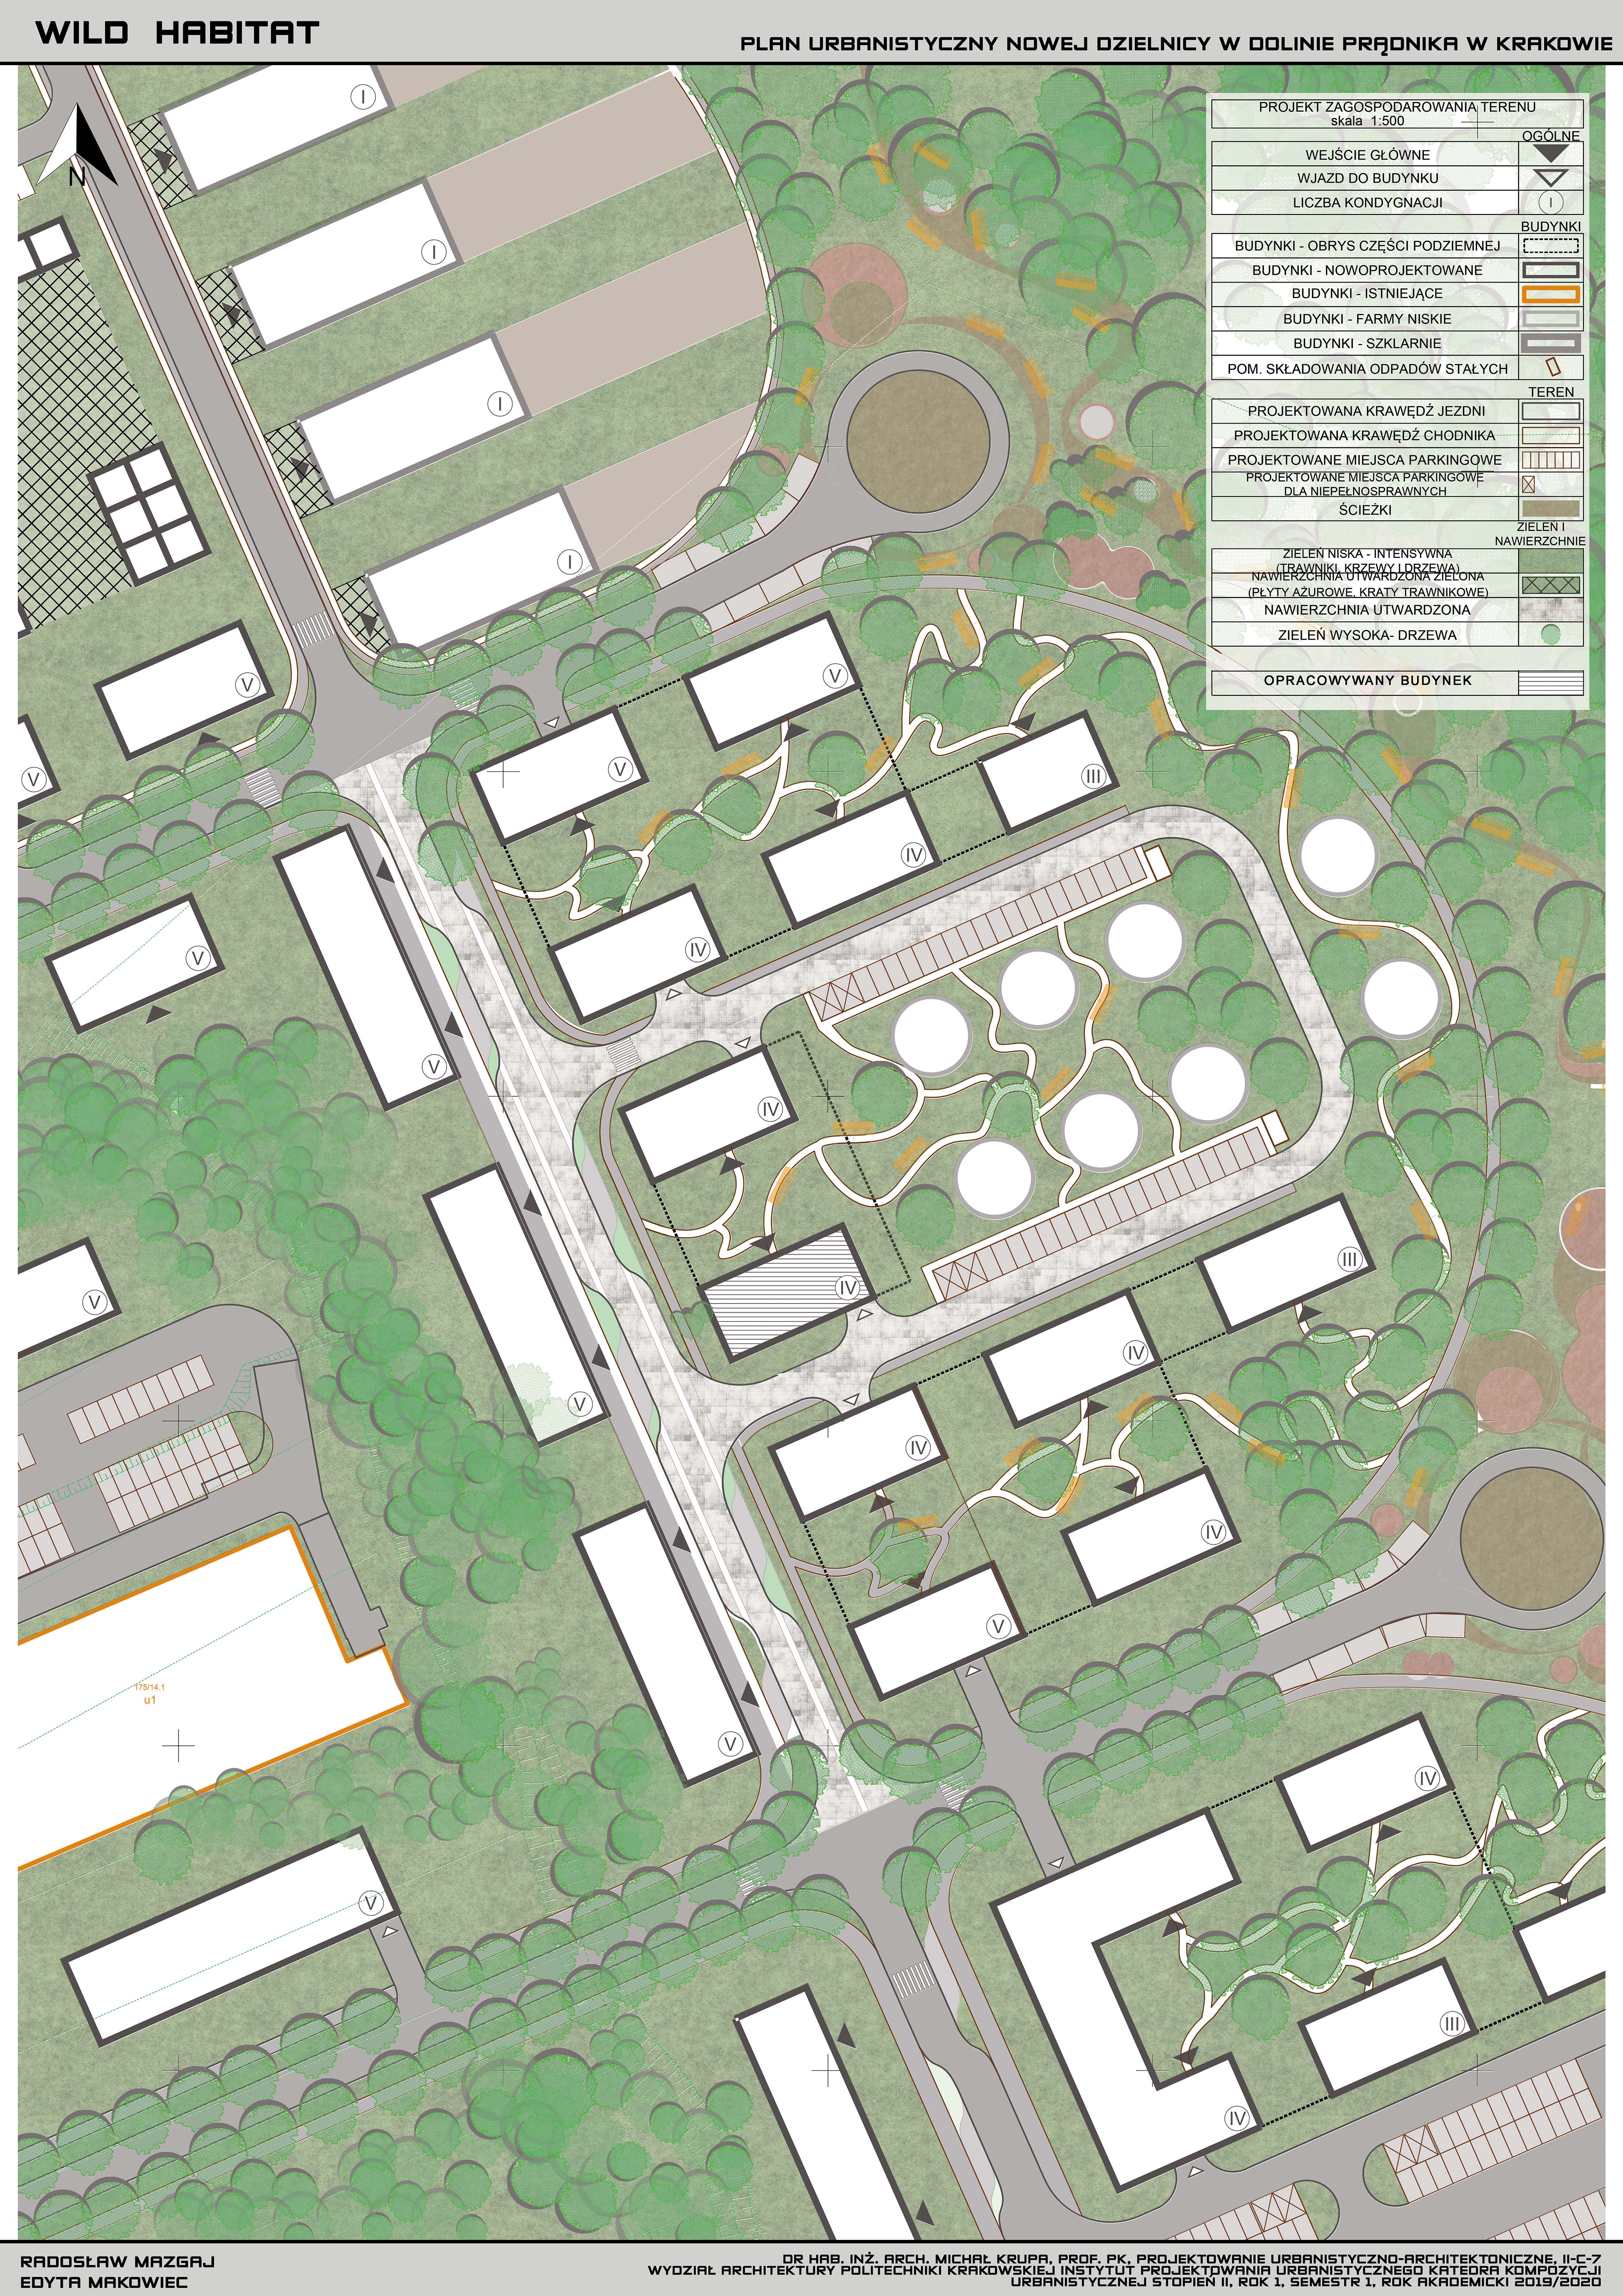 WILD HABITAT
PLAN URBANISTYCZNY NOWEJ DZIELNICY W DOLINIE PRĄDNIKA W KRAKOWIE
PROJEKT ZAGOSPODAROWANIA TERENU
skala 1:500
OGÓLNE
WEJŚCIE GŁÓWNE
WJAZD DO BUDYNKU
LICZBA KONDYGNACJI I
BUDYNKI
BUDYNKI - OBRYS CZĘŚCI PODZIEMNEJ
BUDYNKI - NOWOPROJEKTOWANE
BUDYNKI - ISTNIEJĄCE
BUDYNKI - FARMY NISKIE
BUDYNKI - SZKLARNIE
POM. SKŁADOWANIA ODPADÓW STAŁYCH
TEREN
PROJEKTOWANA KRAWĘDŹ JEZDNI
PROJEKTOWANA KRAWĘDŹ CHODNIKA
PROJEKTOWANE MIEJSCA PARKINGOWE
PROJEKTOWANE MIEJSCA PARKINGOWE
DLA NIEPEŁNOSPRAWNYCH
ŚCIEŻKI
ZIELEŃ I
NAWIERZCHNIE
ZIELEŃ NISKA - INTENSYWNA
(TRAWNIKI, KRZEWY I DRZEWA)
NAWIERZCHNIA UTWARDZONA ZIELONA
(PŁYTY AŻUROWE, KRATY TRAWNIKOWE)
NAWIERZCHNIA UTWARDZONA
ZIELEŃ WYSOKA- DRZEWA
OPRACOWYWANY BUDYNEK
N
I
I
I
I
V
V
V
V
III
IV
V
IV
V
IV
III
V
IV
IV
V
IV
IV
V
V
IV
V
III
IV
175/14.1
u1
RADOSŁAW MAZGAJ
EDYTA MAKOWIEC
DR HAB. INŻ. ARCH. MICHAŁ KRUPA, PROF. PK, PROJEKTOWANIE URBANISTYCZNO-ARCHITEKTONICZNE, II-C-7
WYDZIAŁ ARCHITEKTURY POLITECHNIKI KRAKOWSKIEJ INSTYTUT PROJEKTOWANIA URBANISTYCZNEGO KATEDRA KOMPOZYCJI
URBANISTYCZNEJ STOPIEŃ II, ROK 1, SEMESTR 1, ROK AKADEMICKI 2019/2020